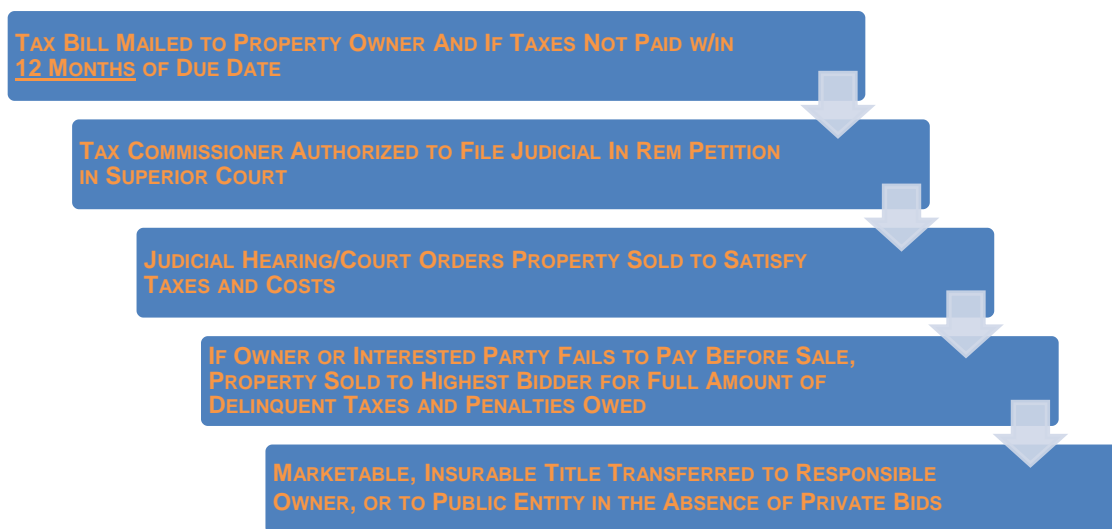 Tax Bill Mailed to Property Owner And If Taxes Not Paid w/in
12 Months of Due Date
Tax Commissioner Authorized to File Judicial In Rem Petition
in Superior Court
Judicial Hearing/Court Orders Property Sold to Satisfy
Taxes and Costs
If Owner or Interested Party Fails to Pay Before Sale,
Property Sold to Highest Bidder for Full Amount of
Delinquent Taxes and Penalties Owed
Marketable, Insurable Title Transferred to Responsible
Owner, or to Public Entity in the Absence of Private Bids